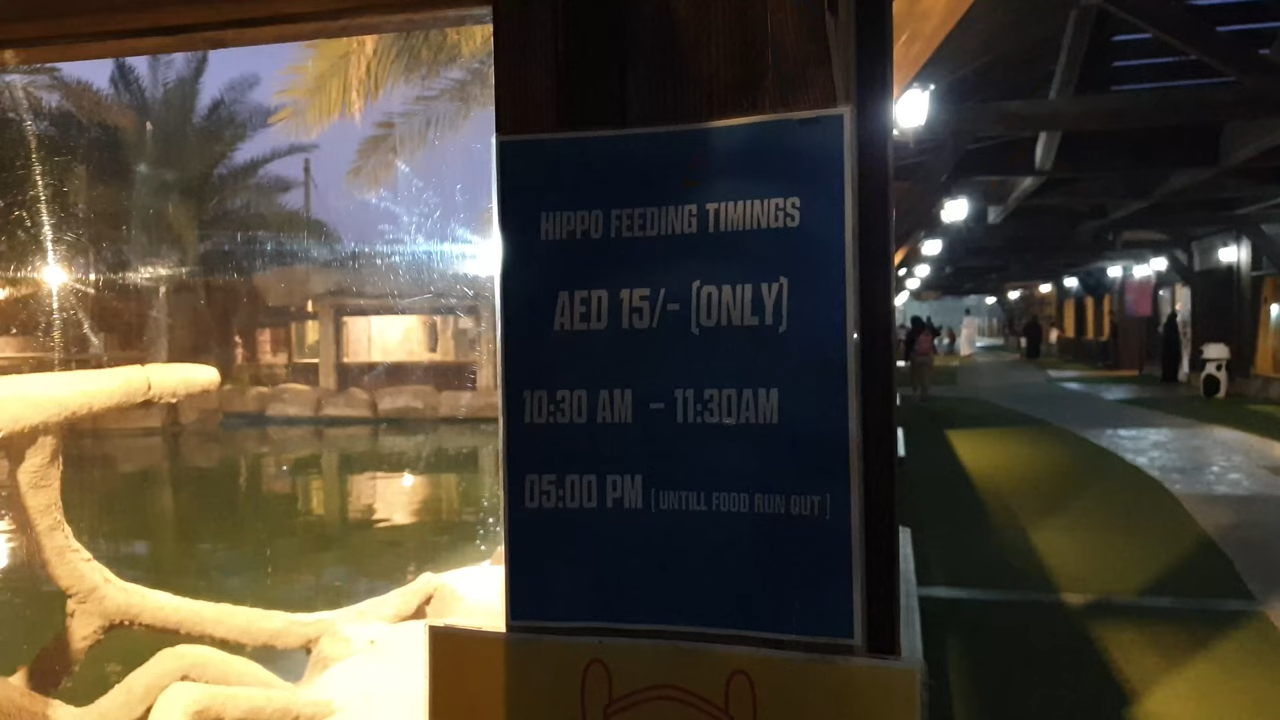 HIPPO FEEDING TIMINGS
AED 15/- (ONLY)
10:30 AM - 11:30AM
05:00 PM ( UNTILL FOOD RUN OUT )